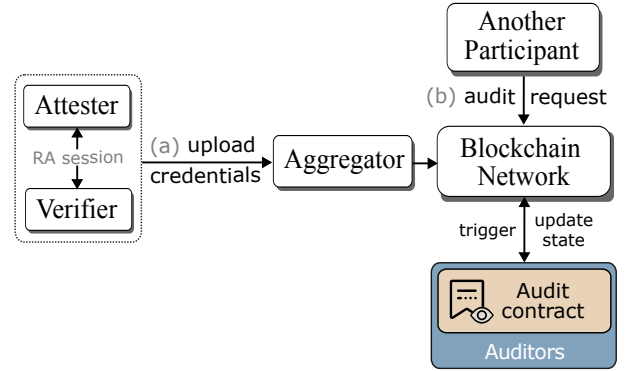 Another
Participant
(b) audit request
Attester
RA session
Verifier
(a) upload
credentials
Aggregator
Blockchain
Network
trigger
update
state
Audit
contract
Auditors